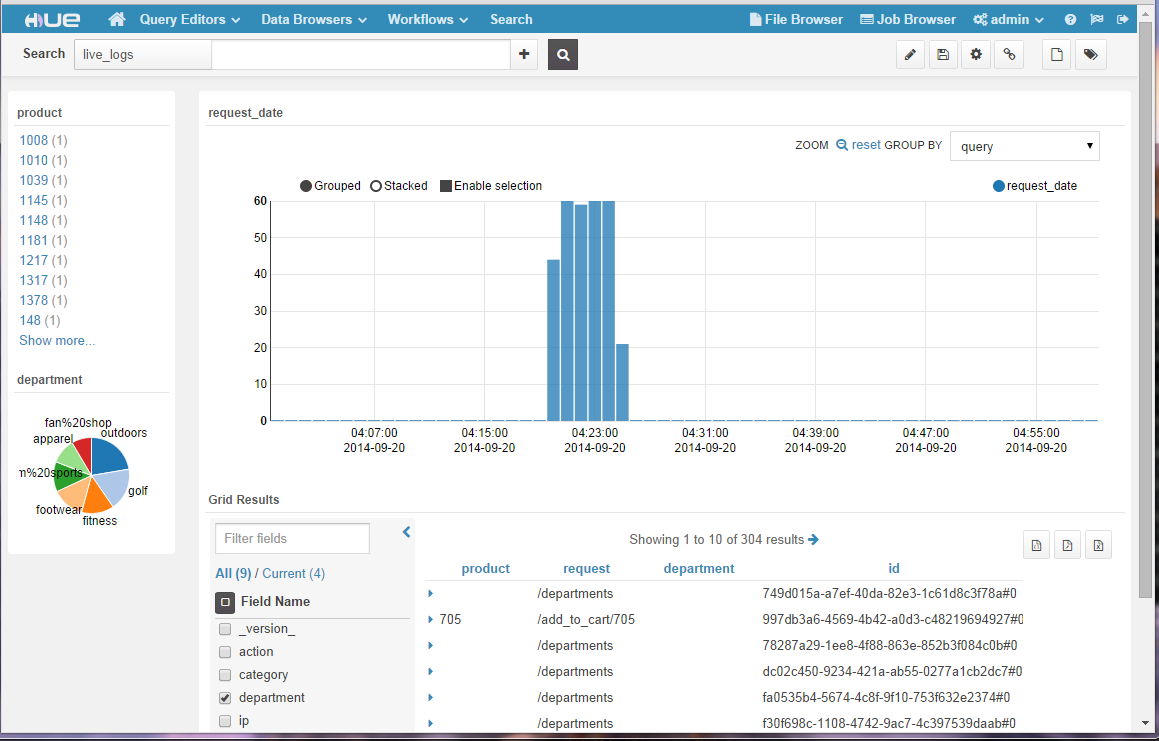 HUE Query Editors Data Browsers Workflows Search File Browser Job Browser admin
Search live_logs
product
1008 (1)
1010 (1)
1039 (1)
1145 (1)
1148 (1)
1181 (1)
1217 (1)
1317 (1)
1378 (1)
148 (1)
Show more...
department
fan%20shop
outdoors
apparel
m%20sports
golf
footwear
fitness
request_date
ZOOM reset GROUP BY query
Grouped Stacked Enable selection request_date
60
50
40
30
20
10
0
04:07:00 04:15:00 04:23:00 04:31:00 04:39:00 04:47:00 04:55:00
2014-09-20 2014-09-20 2014-09-20 2014-09-20 2014-09-20 2014-09-20 2014-09-20
Grid Results
Filter fields
All (9) / Current (4)
Field Name
_version_
action
category
department
ip
Showing 1 to 10 of 304 results
product request department id
/departments 749d015a-a7ef-40da-82e3-1c61d8c3f78a#0
705 /add_to_cart/705 997db3a6-4569-4b42-a0d3-c48219694927#0
/departments 78287a29-1ee8-4f88-863e-852b3f084c0b#0
/departments dc02c450-9234-421a-ab55-0277a1cb2dc7#0
/departments fa0535b4-5674-4c8f-9f10-753f632e2374#0
/departments f30f698c-1108-4742-9ac7-4c397539daab#0